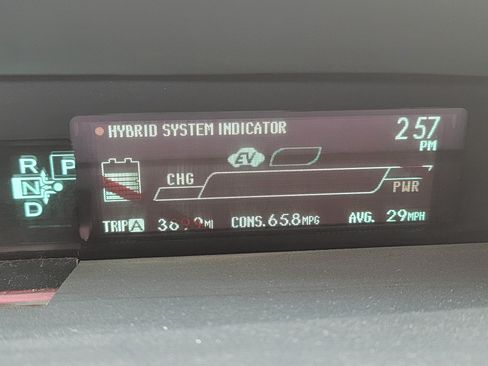 HYBRID SYSTEM INDICATOR
2 57
PM
EV
R
P
N
D
CHG
PWR
TRIP A MI CONS. 65.8 MPG AVG. 29 MPH